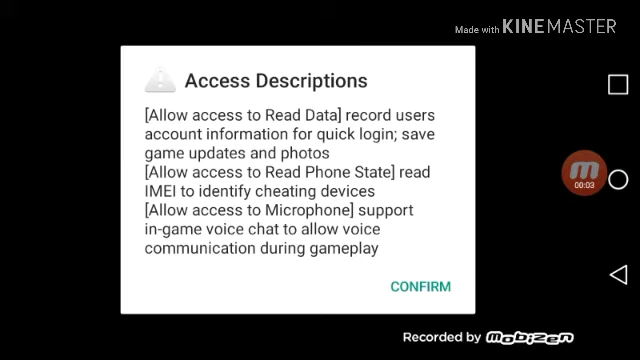 Made with KINEMASTER
Access Descriptions
[Allow access to Read Data] record users
account information for quick login; save
game updates and photos
[Allow access to Read Phone State] read
IMEI to identify cheating devices
[Allow access to Microphone] support
in-game voice chat to allow voice
communication during gameplay
00:03
CONFIRM
Recorded by mobizen